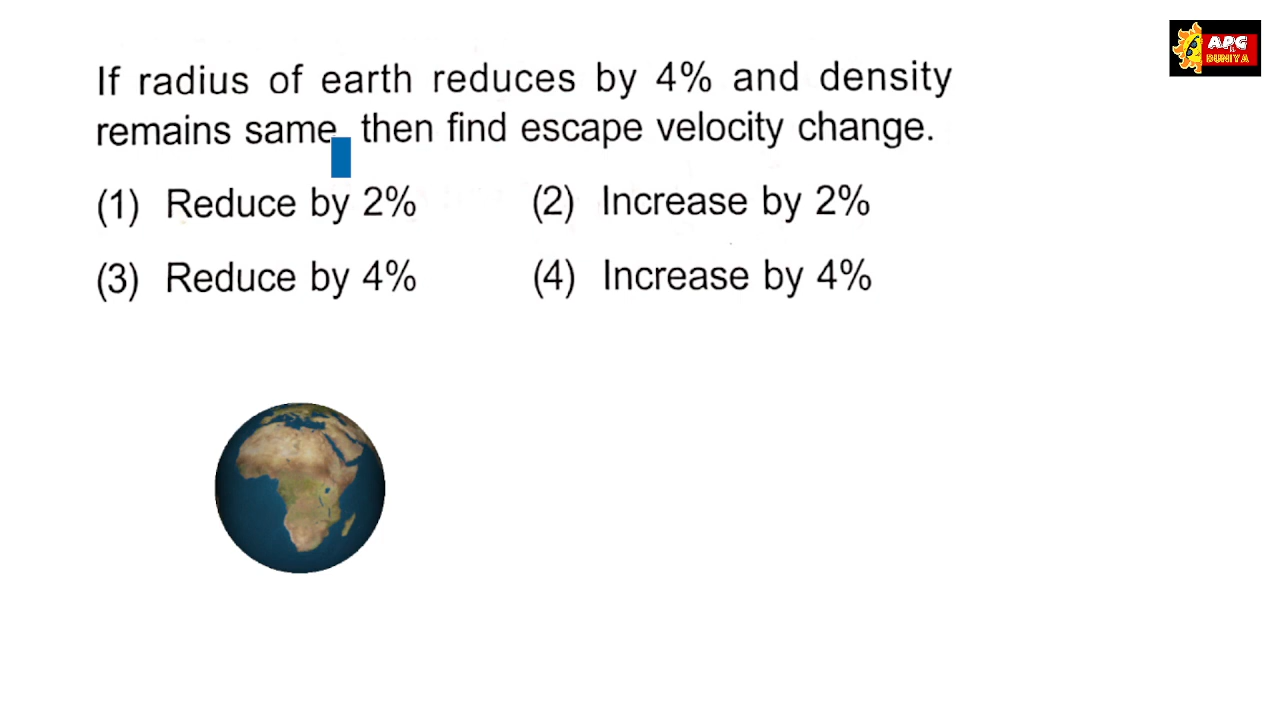 APG
DUNIYA
If radius of earth reduces by 4% and density
remains same, then find escape velocity change.
(1) Reduce by 2% (2) Increase by 2%
(3) Reduce by 4% (4) Increase by 4%